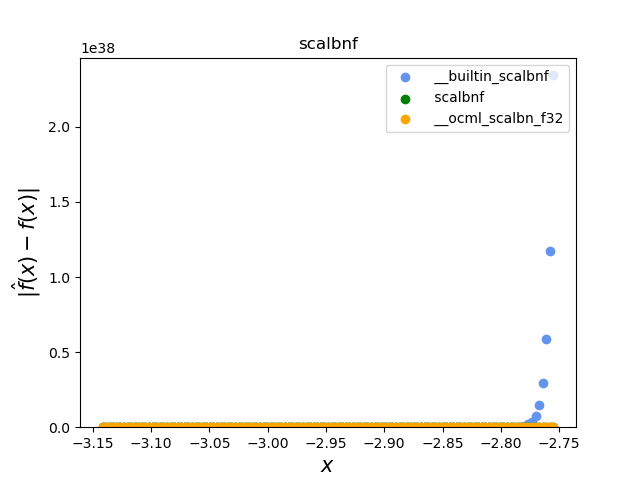 scalbnf
1e38
__builtin_scalbnf
scalbnf
__ocml_scalbn_f32
2.0
1.5
1.0
0.5
0.0
|f̂(x) − f(x)|
−3.15 −3.10 −3.05 −3.00 −2.95 −2.90 −2.85 −2.80 −2.75
x